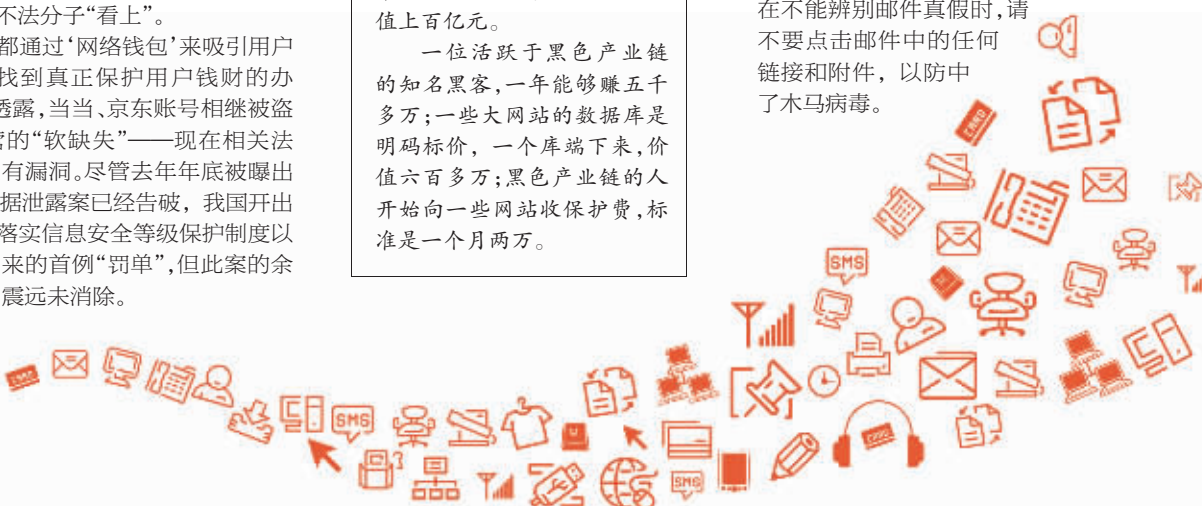 不法分子“看上”。
都通过‘网络钱包’来吸引用户
找到真正保护用户钱财的办
透露,当当、京东账号相继被盗
的“软缺失”——现在相关法
有漏洞。尽管去年年底被曝出
据泄露案已经告破，我国开出
落实信息安全等级保护制度以
来的首例“罚单”,但此案的余
震远未消除。
值上百亿元。
一位活跃于黑色产业链
的知名黑客,一年能够赚五千
多万;一些大网站的数据库是
明码标价，一个库端下来,价
值六百多万;黑色产业链的人
开始向一些网站收保护费,标
准是一个月两万。
在不能辨别邮件真假时,请
不要点击邮件中的任何
链接和附件，以防中
了木马病毒。
CARD
SMS
SMS
CARD
SMS